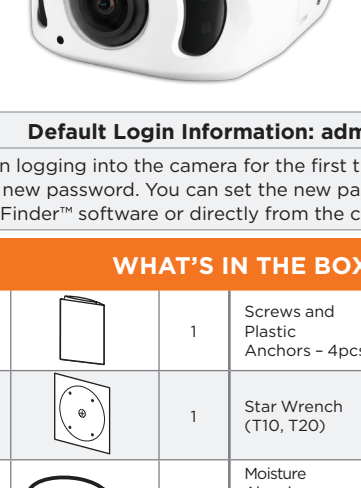 Default Login Information: adm
n logging into the camera for the first t
new password. You can set the new pa
Finder™ software or directly from the c
WHAT'S IN THE BOX
1
Screws and
Plastic
Anchors – 4pcs
1
Star Wrench
(T10, T20)
Moisture